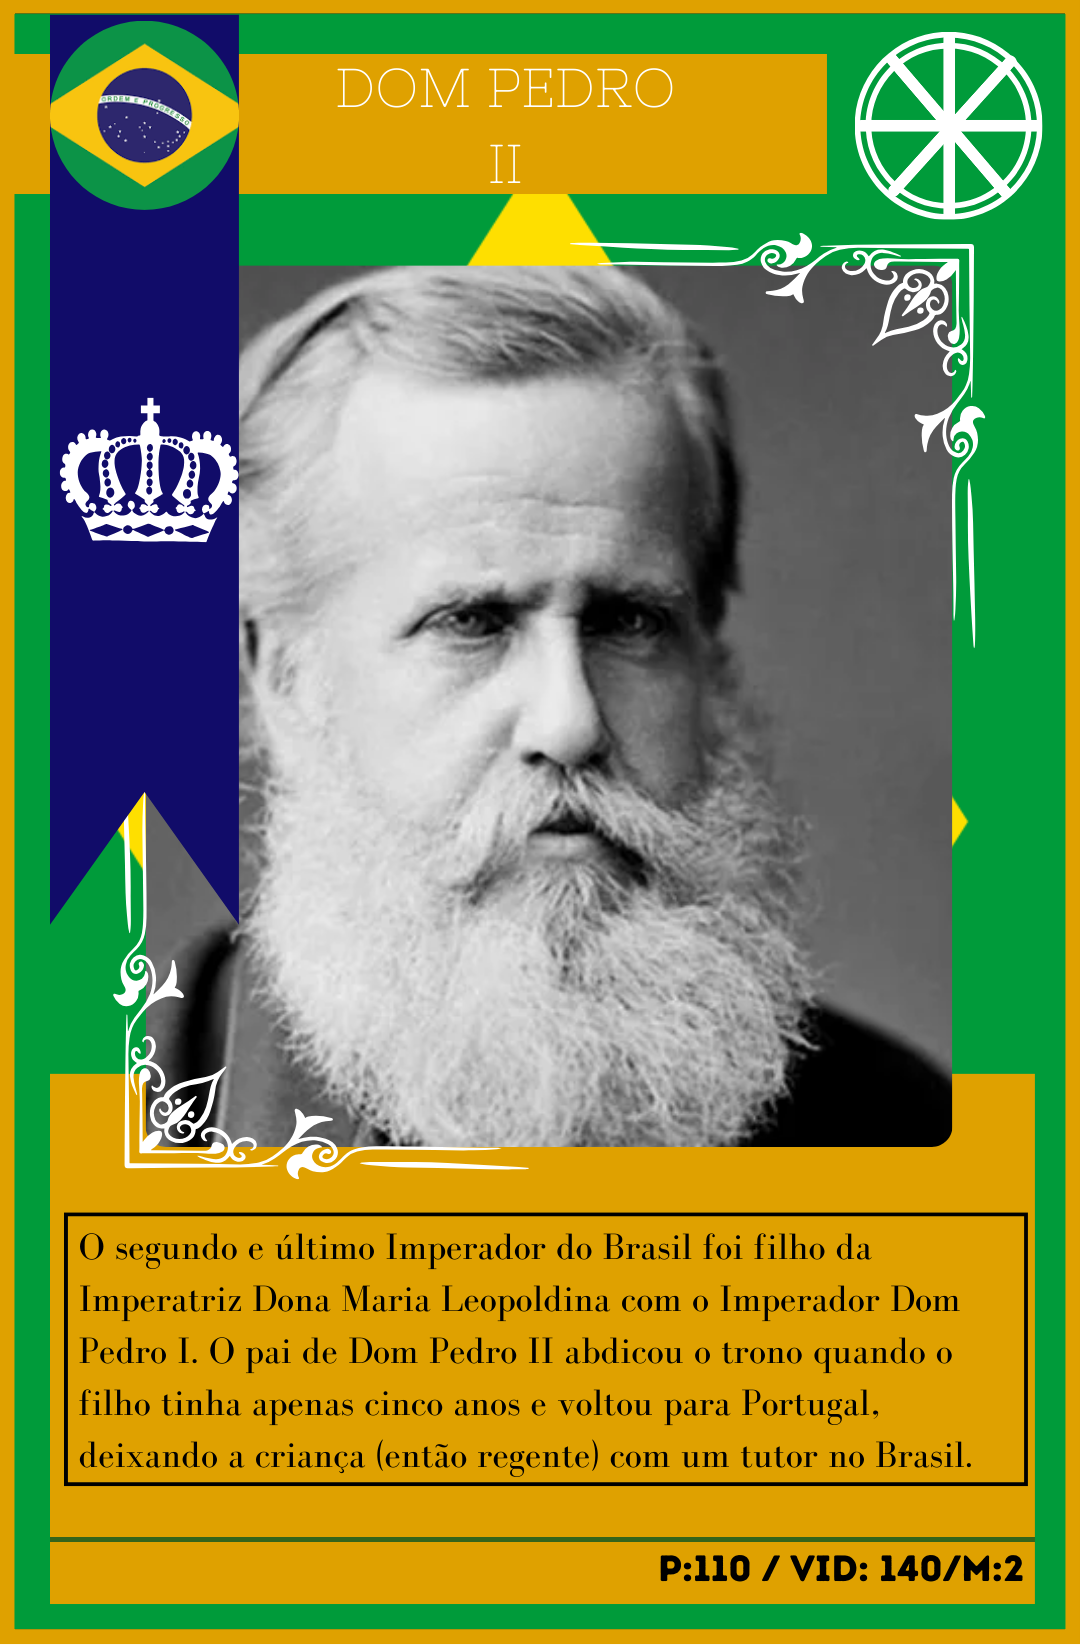 ORDEM E PROGRESSO
DOM PEDRO
II
O segundo e último Imperador do Brasil foi filho da
Imperatriz Dona Maria Leopoldina com o Imperador Dom
Pedro I. O pai de Dom Pedro II abdicou o trono quando o
filho tinha apenas cinco anos e voltou para Portugal,
deixando a criança (então regente) com um tutor no Brasil.
P:110 / VID: 140/M:2